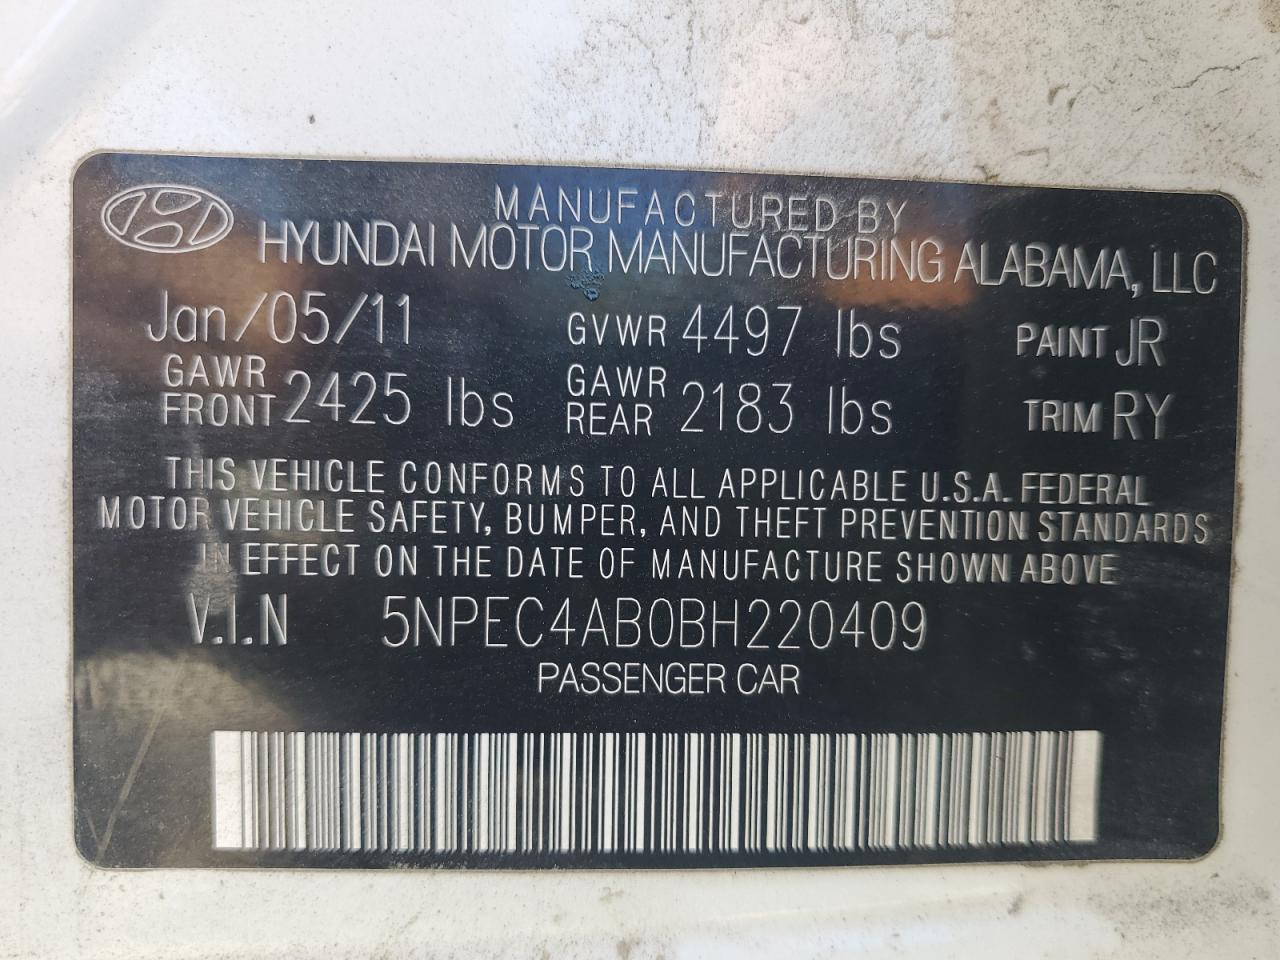 MANUFACTURED BY
HYUNDAI MOTOR MANUFACTURING ALABAMA, LLC
Jan/05/11 GVWR 4497 lbs PAINT JR
GAWR FRONT 2425 lbs GAWR REAR 2183 lbs TRIM RY
THIS VEHICLE CONFORMS TO ALL APPLICABLE U.S.A. FEDERAL
MOTOR VEHICLE SAFETY, BUMPER, AND THEFT PREVENTION STANDARDS
IN EFFECT ON THE DATE OF MANUFACTURE SHOWN ABOVE
V.I.N 5NPEC4AB0BH220409
PASSENGER CAR